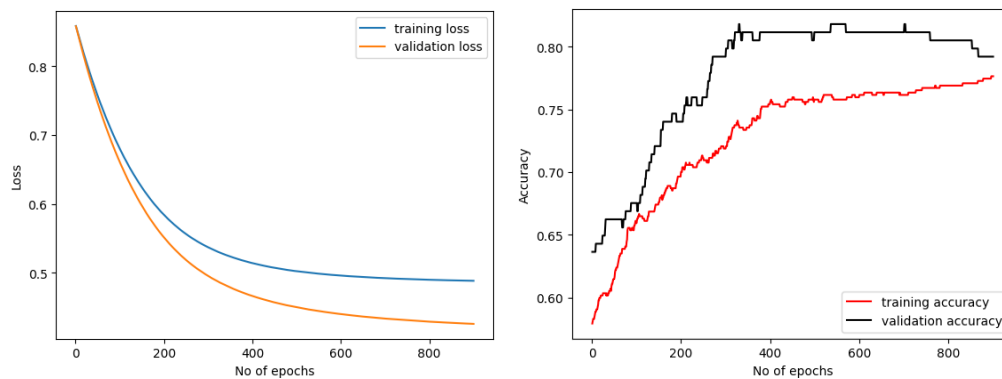 training loss
validation loss
0.8
0.7
0.6
0.5
Loss
0
200
400
600
800
No of epochs
0.80
0.75
0.70
0.65
0.60
Accuracy
training accuracy
validation accuracy
0
200
400
600
800
No of epochs